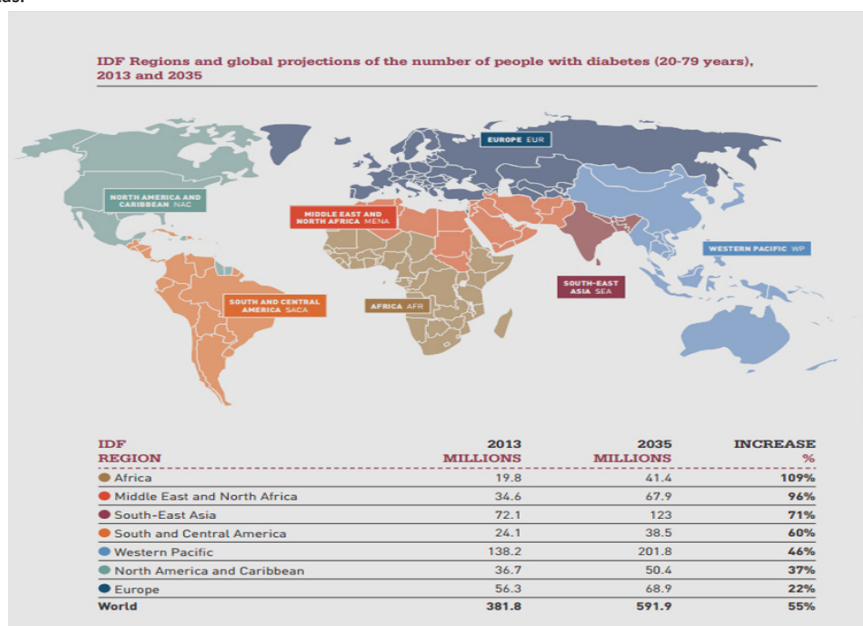 IDF Regions and global projections of the number of people with diabetes (20-79 years),
2013 and 2035
EUROPE EUR
NORTH AMERICA AND
CARIBBEAN NAC
MIDDLE EAST AND
NORTH AFRICA MENA
WESTERN PACIFIC WP
SOUTH-EAST
ASIA SEA
SOUTH AND CENTRAL
AMERICA SACA
AFRICA AFR
IDF REGION 2013 MILLIONS 2035 MILLIONS INCREASE %
Africa 19.8 41.4 109%
Middle East and North Africa 34.6 67.9 96%
South-East Asia 72.1 123 71%
South and Central America 24.1 38.5 60%
Western Pacific 138.2 201.8 46%
North America and Caribbean 36.7 50.4 37%
Europe 56.3 68.9 22%
World 381.8 591.9 55%